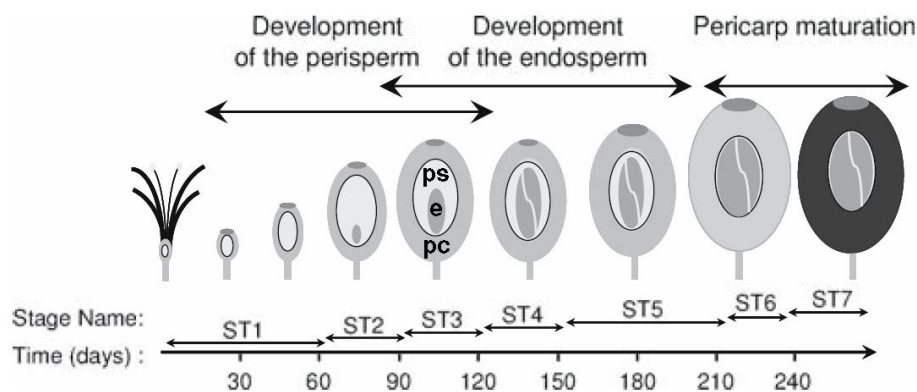 Development
of the perisperm
Development
of the endosperm
Pericarp maturation
ps
e
pc
Stage Name:
ST1
ST2
ST3
ST4
ST5
ST6
ST7
Time (days) :
30 60 90 120 150 180 210 240